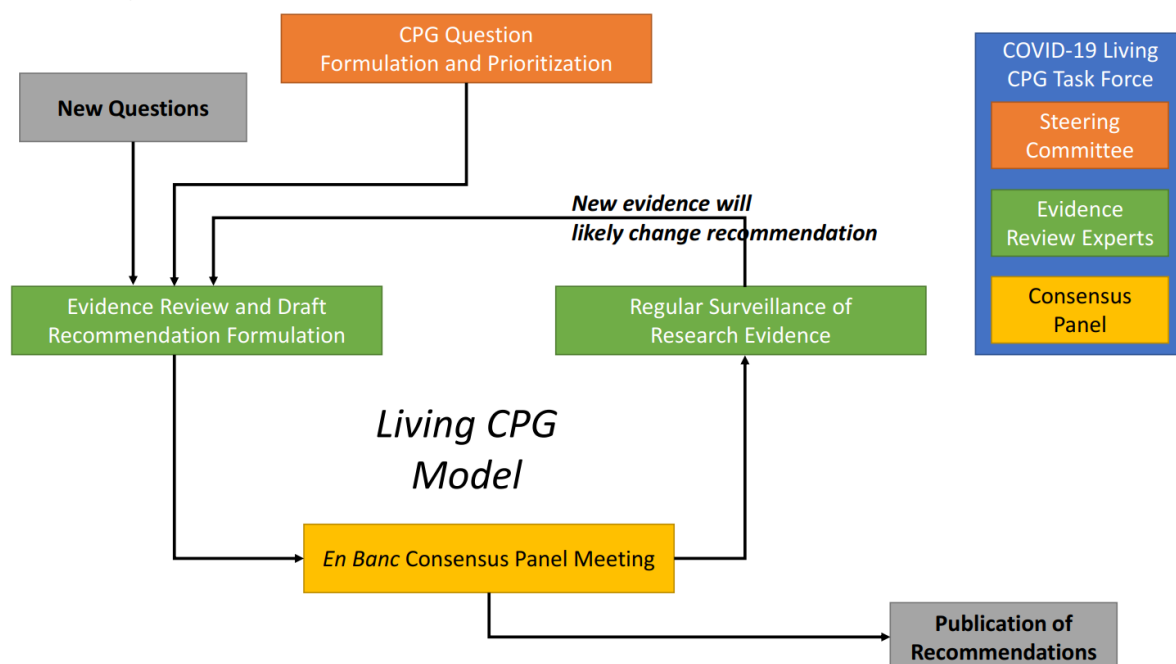 CPG Question
Formulation and Prioritization
New Questions
COVID-19 Living
CPG Task Force
Steering
Committee
Evidence
Review Experts
Consensus
Panel
New evidence will
likely change recommendation
Evidence Review and Draft
Recommendation Formulation
Regular Surveillance of
Research Evidence
Living CPG
Model
En Banc Consensus Panel Meeting
Publication of
Recommendations